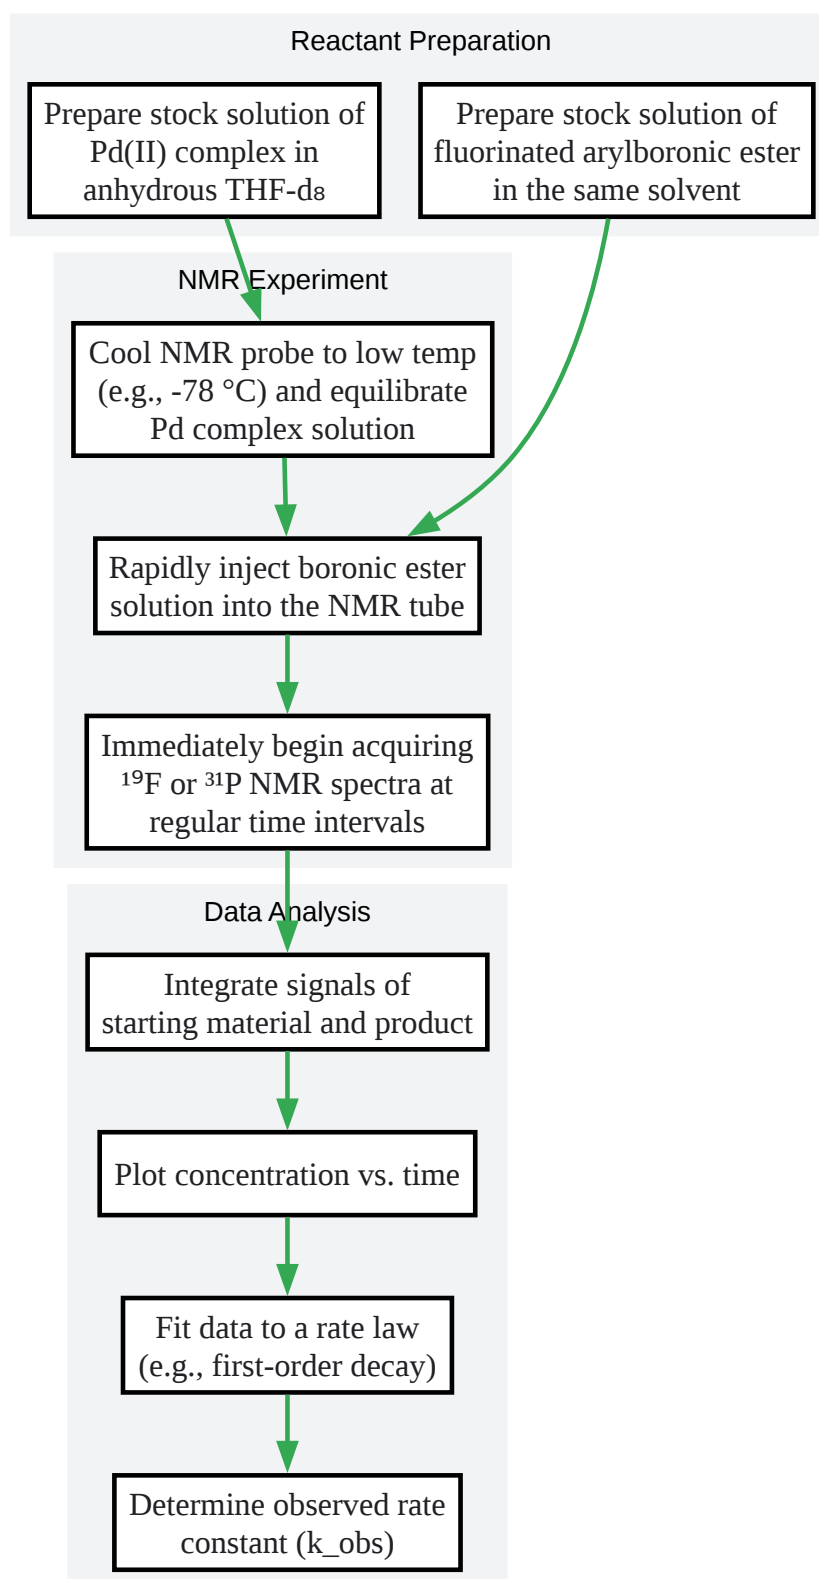 Reactant Preparation
Prepare stock solution of
Pd(II) complex in
anhydrous THF-d₈
Prepare stock solution of
fluorinated arylboronic ester
in the same solvent
NMR Experiment
Cool NMR probe to low temp
(e.g., -78 °C) and equilibrate
Pd complex solution
Rapidly inject boronic ester
solution into the NMR tube
Immediately begin acquiring
¹⁹F or ³¹P NMR spectra at
regular time intervals
Data Analysis
Integrate signals of
starting material and product
Plot concentration vs. time
Fit data to a rate law
(e.g., first-order decay)
Determine observed rate
constant (k_obs)